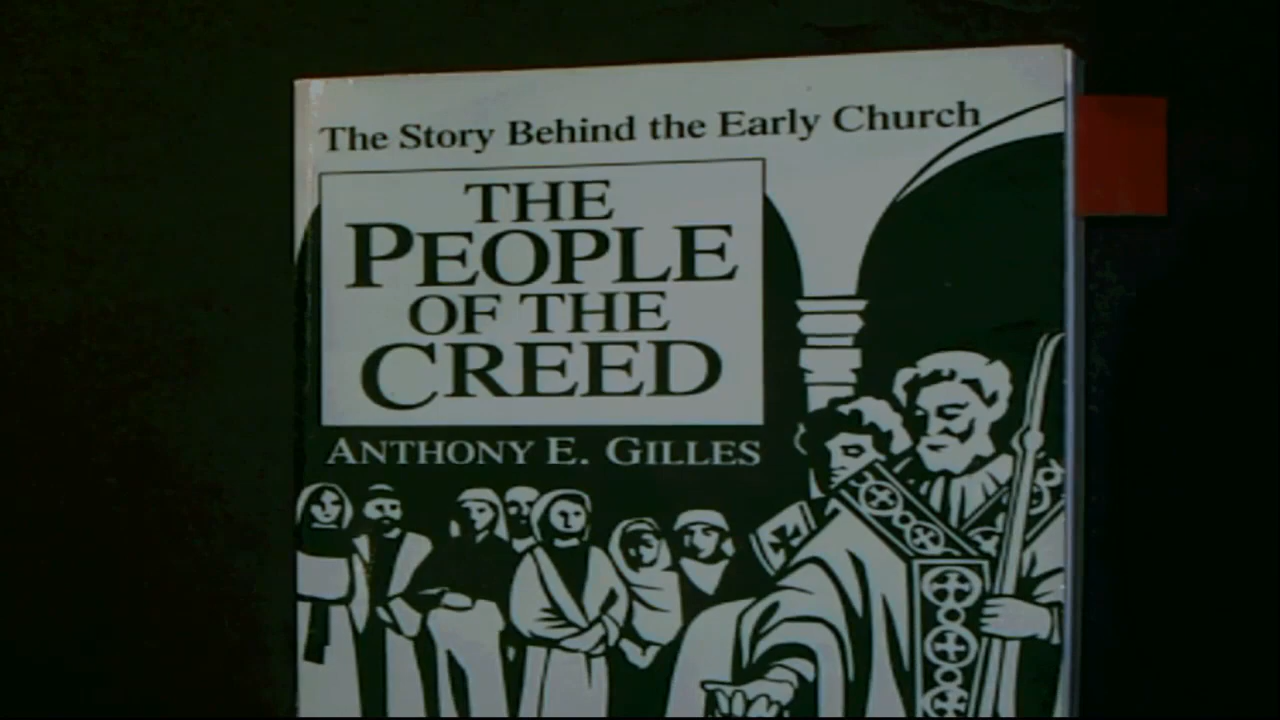 The Story Behind the Early Church
THE
PEOPLE
OF THE
CREED
ANTHONY E. GILLES